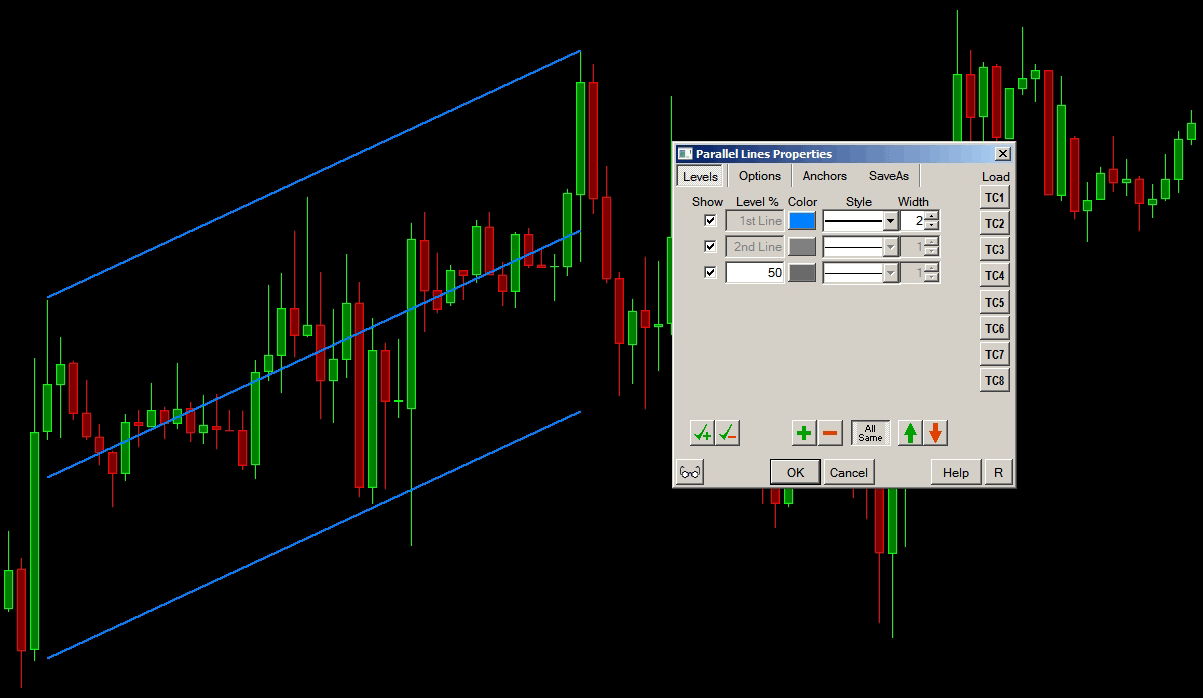 Parallel Lines Properties
Levels Options Anchors SaveAs Load
Show Level % Color Style Width
1st Line 2
2nd Line 1
50 1
TC1
TC2
TC3
TC4
TC5
TC6
TC7
TC8
All
Same
OK Cancel Help R